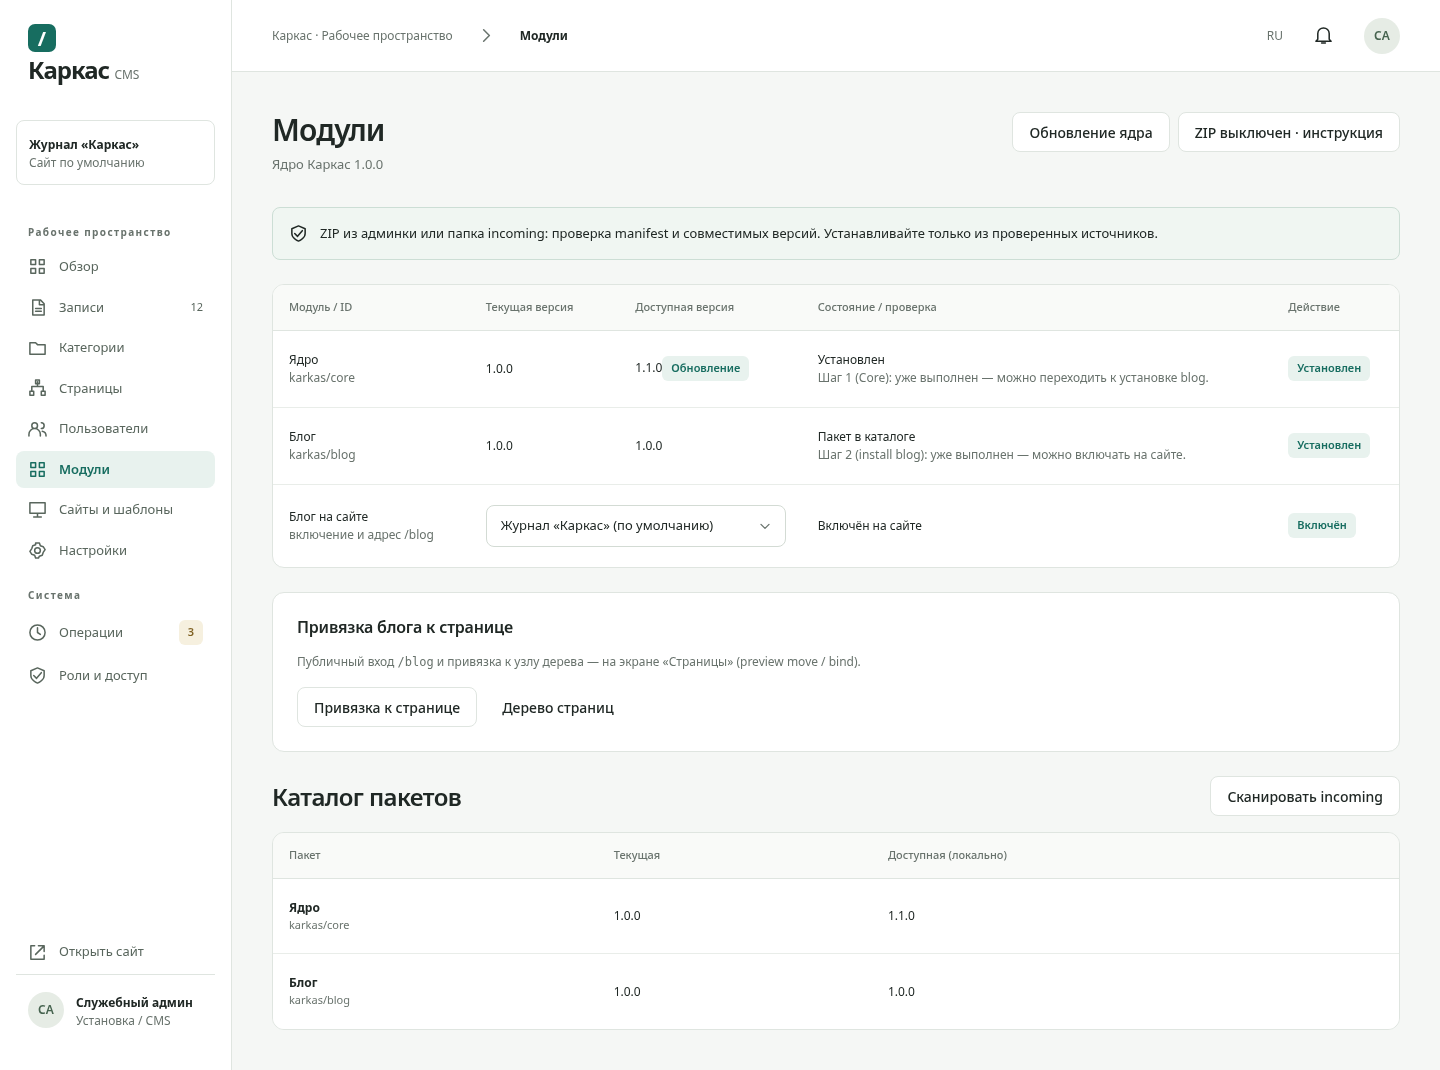 /
Каркас CMS
Журнал «Каркас»
Сайт по умолчанию
Рабочее пространство
Обзор
Записи 12
Категории
Страницы
Пользователи
Модули
Сайты и шаблоны
Настройки
Система
Операции 3
Роли и доступ
Открыть сайт
СА Служебный админ
Установка / CMS
Каркас · Рабочее пространство Модули
RU СА
Модули
Ядро Каркас 1.0.0
Обновление ядра ZIP выключен · инструкция
ZIP из админки или папка incoming: проверка manifest и совместимых версий. Устанавливайте только из проверенных источников.
Модуль / ID Текущая версия Доступная версия Состояние / проверка Действие
Ядро
karkas/core
1.0.0
1.1.0 Обновление
Установлен
Шаг 1 (Core): уже выполнен — можно переходить к установке blog.
Установлен
Блог
karkas/blog
1.0.0
1.0.0
Пакет в каталоге
Шаг 2 (install blog): уже выполнен — можно включать на сайте.
Установлен
Блог на сайте
включение и адрес /blog
Журнал «Каркас» (по умолчанию)
Включён на сайте
Включён
Привязка блога к странице
Публичный вход /blog и привязка к узлу дерева — на экране «Страницы» (preview move / bind).
Привязка к странице Дерево страниц
Каталог пакетов
Сканировать incoming
Пакет Текущая Доступная (локально)
Ядро
karkas/core
1.0.0 1.1.0
Блог
karkas/blog
1.0.0 1.0.0